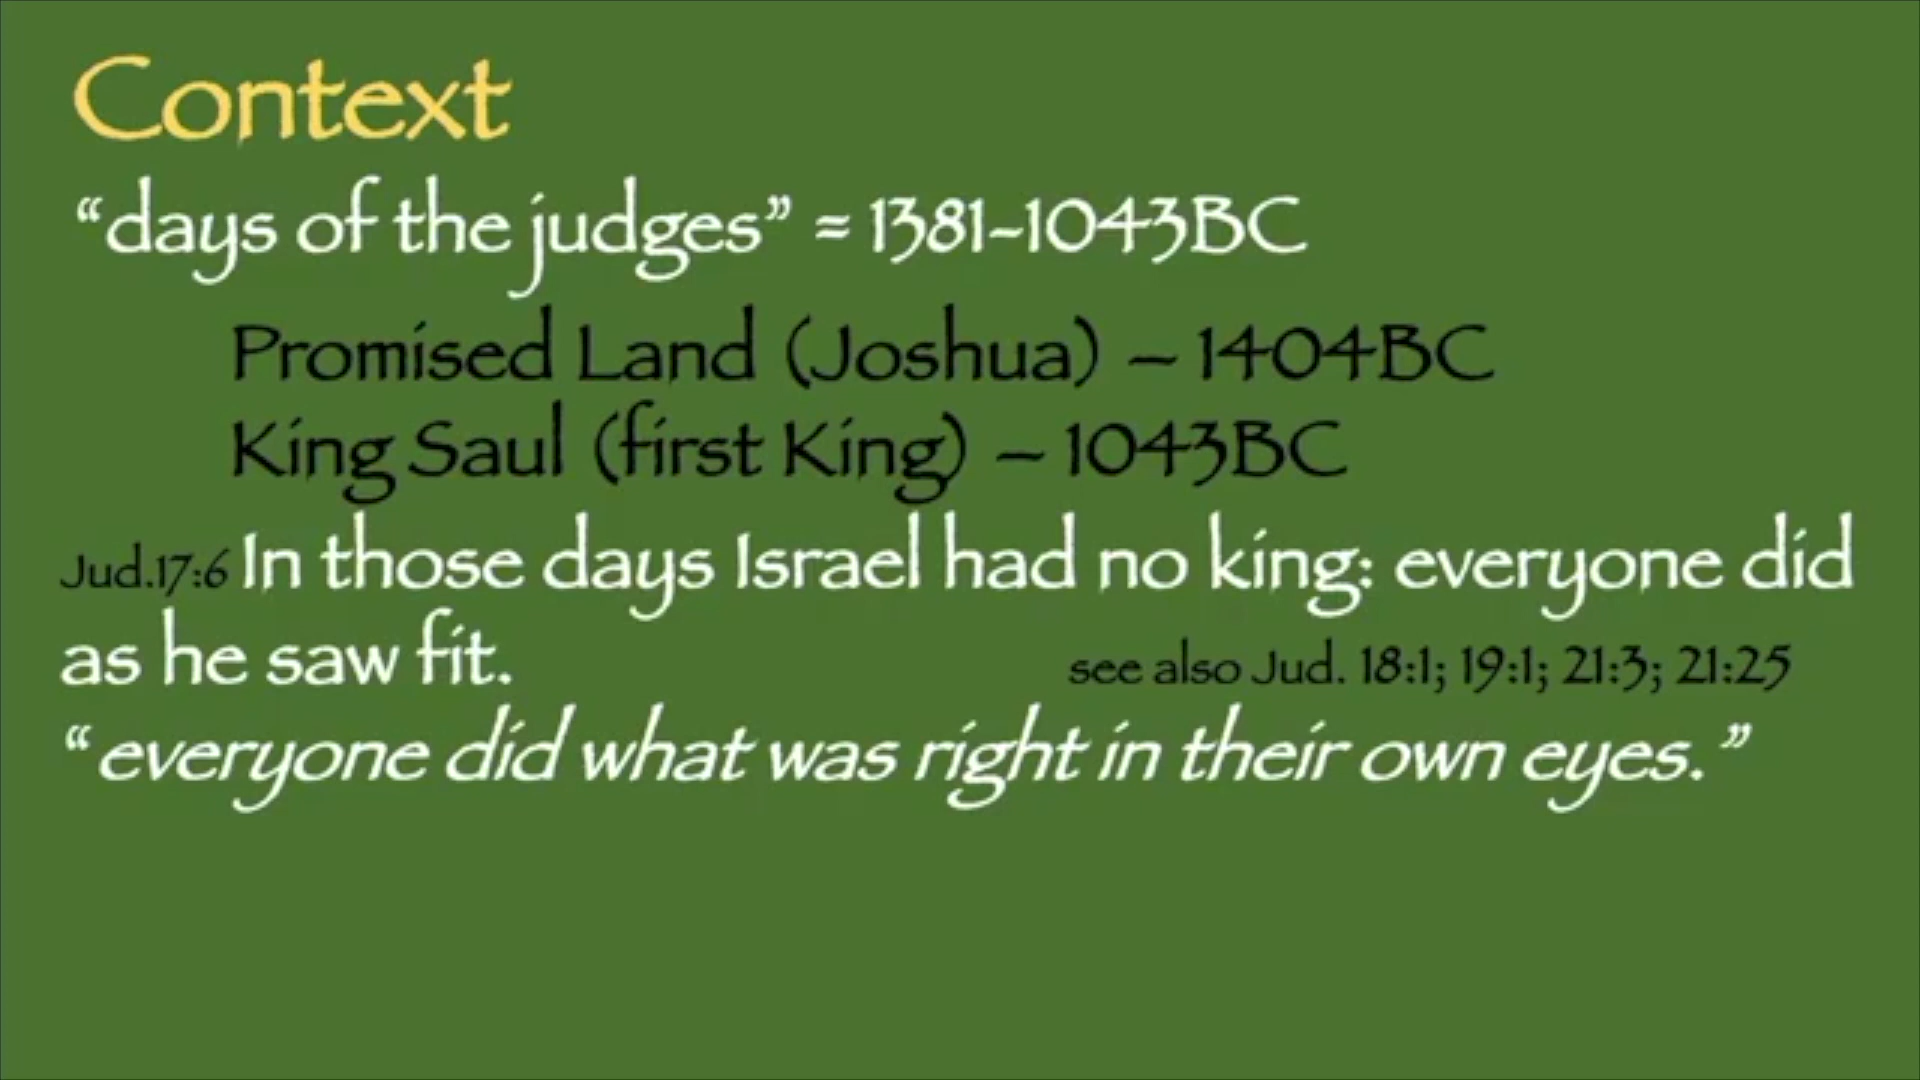 Context
“days of the judges” = 1381-1043BC
Promised Land (Joshua) – 1404BC
King Saul (first King) – 1043BC
Jud.17:6 In those days Israel had no king: everyone did
as he saw fit. see also Jud. 18:1; 19:1; 21:3; 21:25
“everyone did what was right in their own eyes.”